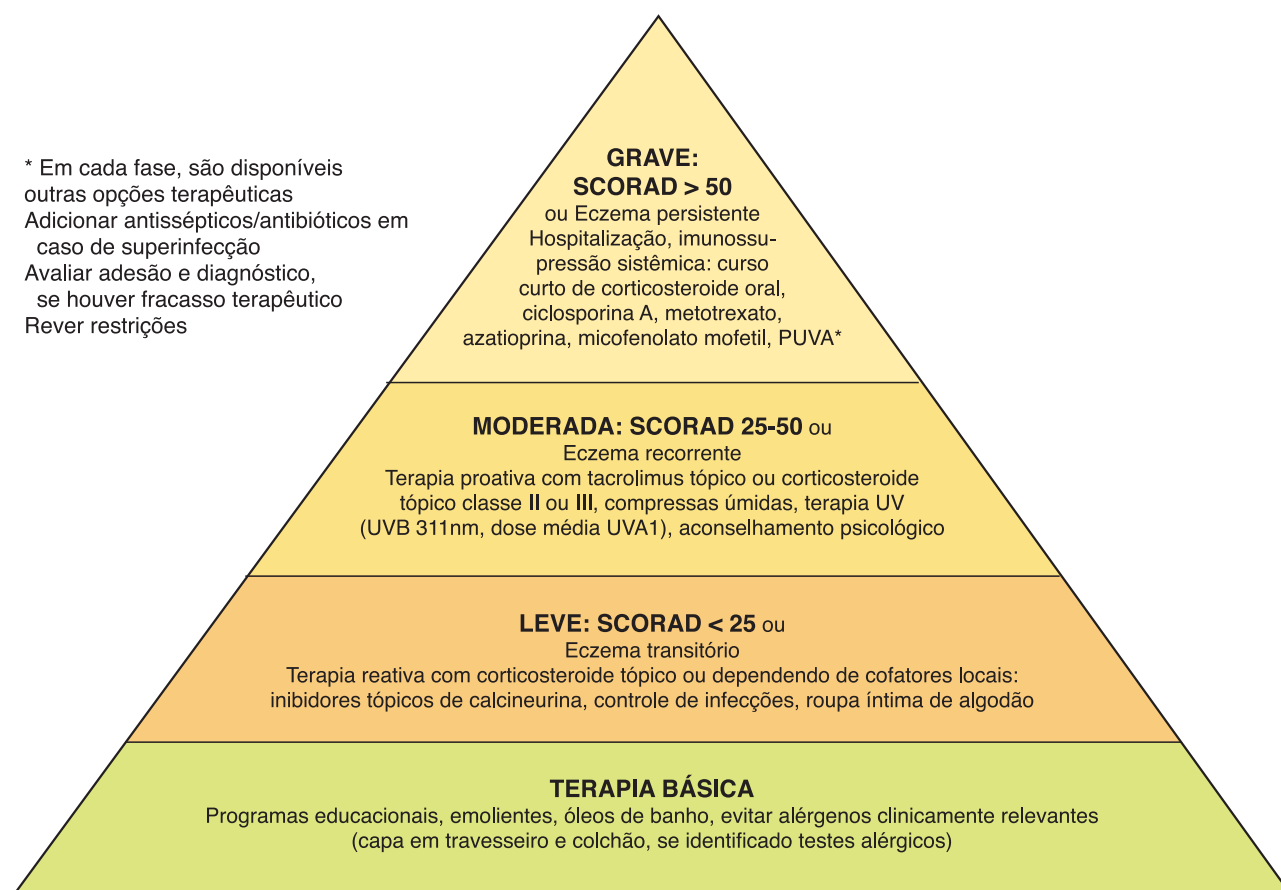 * Em cada fase, são disponíveis
outras opções terapêuticas
Adicionar antissépticos/antibióticos em
caso de superinfecção
Avaliar adesão e diagnóstico,
se houver fracasso terapêutico
Rever restrições
GRAVE:
SCORAD > 50
ou Eczema persistente
Hospitalização, imunossu-
pressão sistêmica: curso
curto de corticosteroide oral,
ciclosporina A, metotrexato,
azatioprina, micofenolato mofetil, PUVA*
MODERADA: SCORAD 25-50 ou
Eczema recorrente
Terapia proativa com tacrolimus tópico ou corticosteroide
tópico classe II ou III, compressas úmidas, terapia UV
(UVB 311nm, dose média UVA1), aconselhamento psicológico
LEVE: SCORAD < 25 ou
Eczema transitório
Terapia reativa com corticosteroide tópico ou dependendo de cofatores locais:
inibidores tópicos de calcineurina, controle de infecções, roupa íntima de algodão
TERAPIA BÁSICA
Programas educacionais, emolientes, óleos de banho, evitar alérgenos clinicamente relevantes
(capa em travesseiro e colchão, se identificado testes alérgicos)